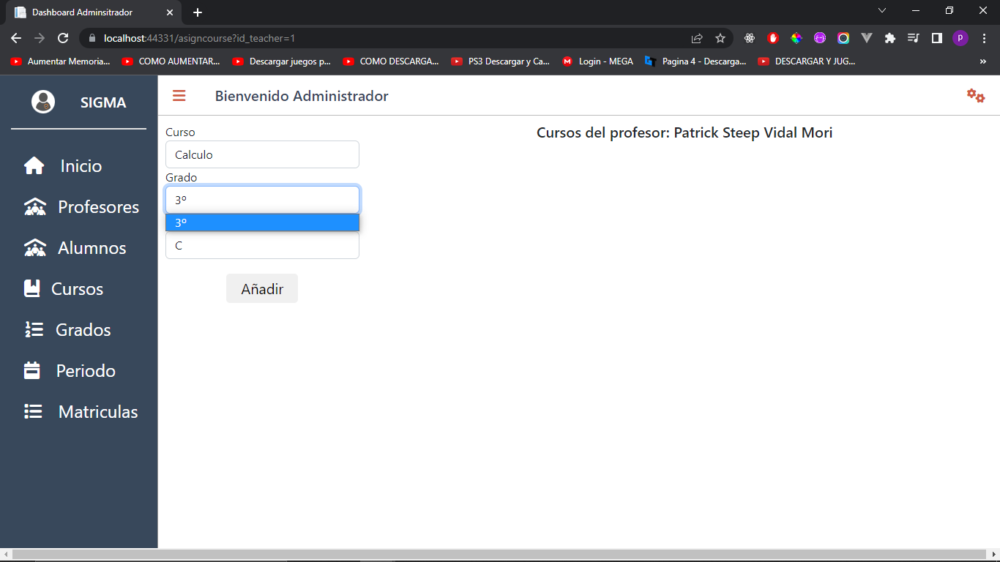 Dashboard Adminsitrador
localhost:44331/asigncourse?id_teacher=1
p
Aumentar Memoria... COMO AUMENTAR... Descargar juegos p... COMO DESCARGA... PS3 Descargar y Ca... Login - MEGA Pagina 4 - Descarga... DESCARGAR Y JUG... »
SIGMA
Bienvenido Administrador
Inicio
Profesores
Alumnos
Cursos
Grados
Periodo
Matriculas
Curso
Calculo
Grado
3º
3º
C
Añadir
Cursos del profesor: Patrick Steep Vidal Mori